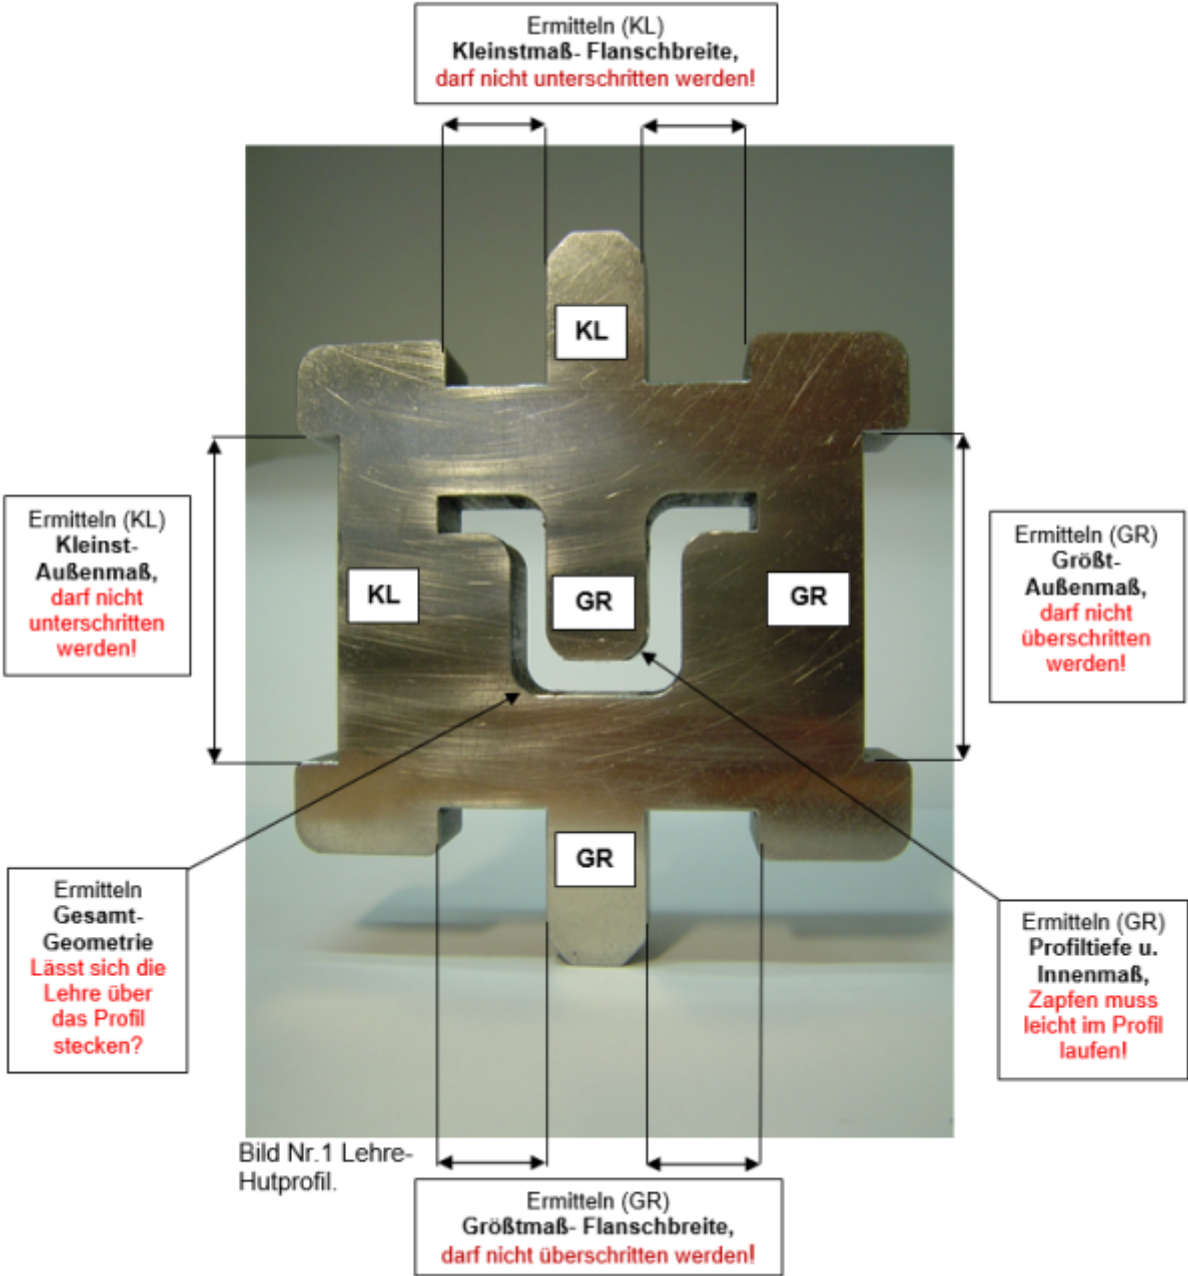 Ermitteln (KL)
Kleinstmaß- Flanschbreite,
darf nicht unterschritten werden!
KL
Ermitteln (KL)
Kleinst-
Außenmaß,
darf nicht
unterschritten
werden!
KL
GR
GR
Ermitteln (GR)
Größt-
Außenmaß,
darf nicht
überschritten
werden!
GR
Ermitteln
Gesamt-
Geometrie
Lässt sich die
Lehre über
das Profil
stecken?
Ermitteln (GR)
Profiltiefe u.
Innenmaß,
Zapfen muss
leicht im Profil
laufen!
Bild Nr.1 Lehre-
Hutprofil.
Ermitteln (GR)
Größtmaß- Flanschbreite,
darf nicht überschritten werden!